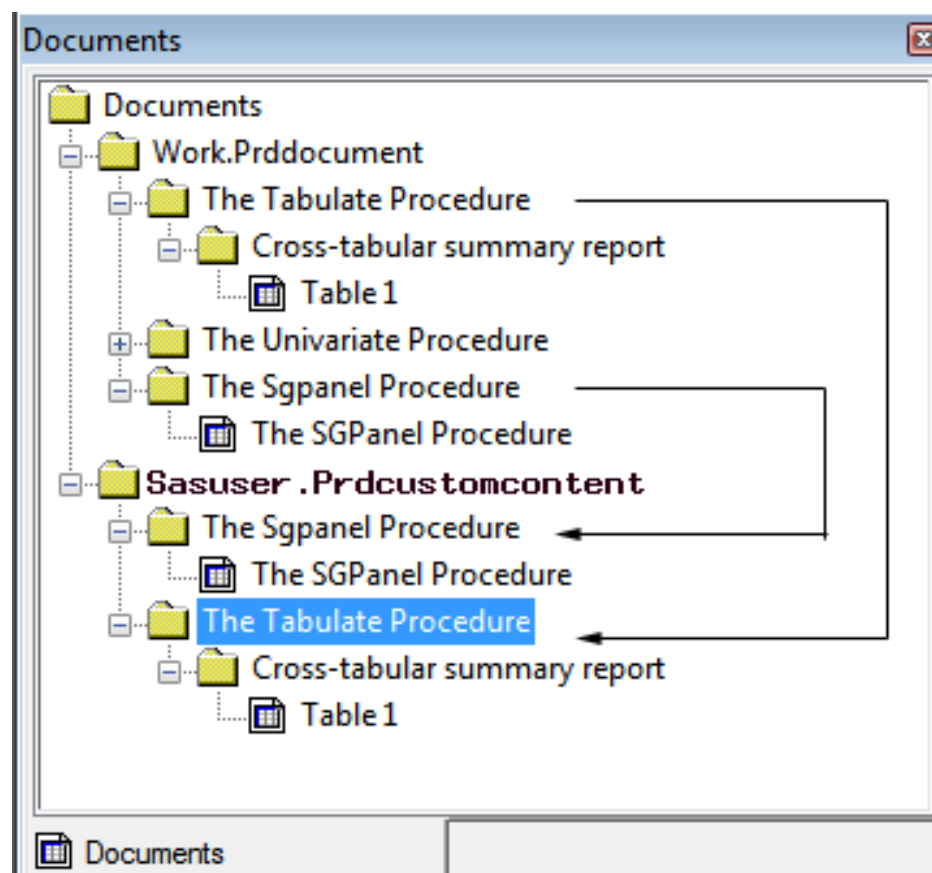 Documents
Documents
Work.Prddocument
The Tabulate Procedure
Cross-tabular summary report
Table 1
The Univariate Procedure
The Sgpanel Procedure
The SGPanel Procedure
Sasuser.Prdcustomcontent
The Sgpanel Procedure
The SGPanel Procedure
The Tabulate Procedure
Cross-tabular summary report
Table 1
Documents